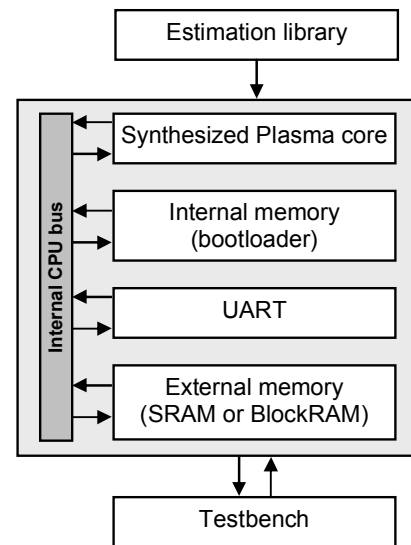 Estimation library
Internal CPU bus
Synthesized Plasma core
Internal memory
(bootloader)
UART
External memory
(SRAM or BlockRAM)
Testbench